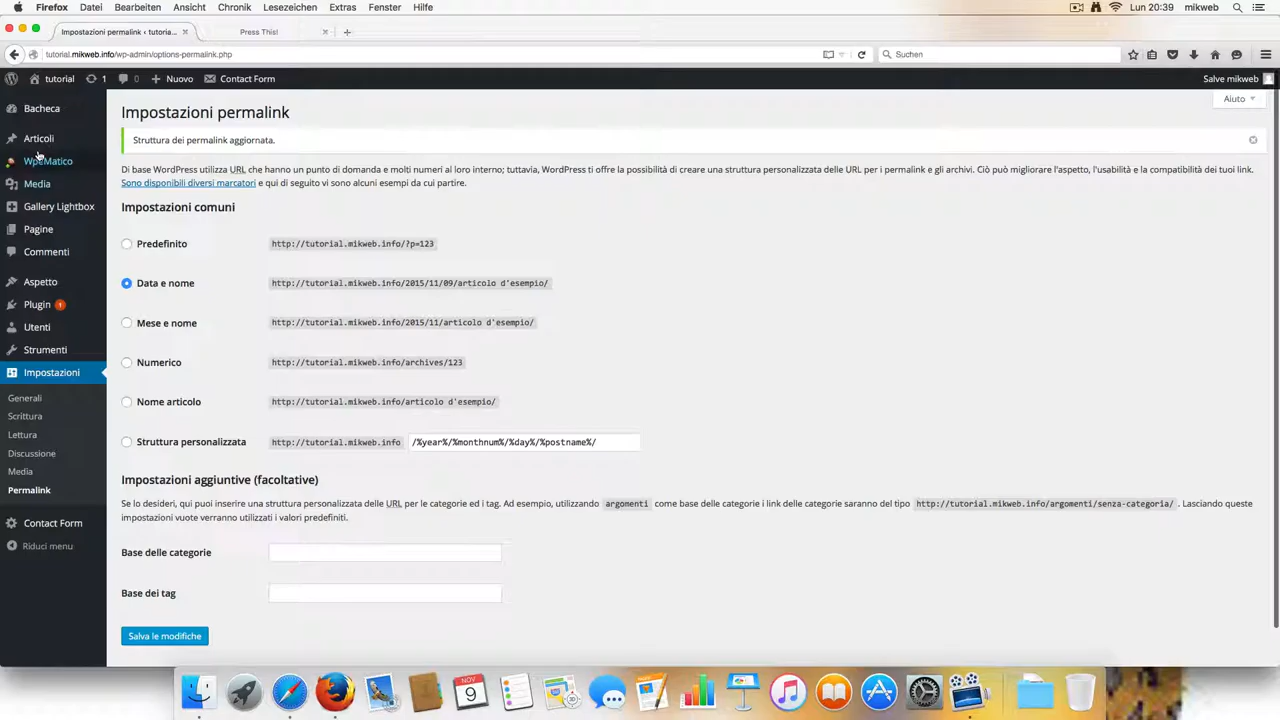 Firefox Datei Bearbeiten Ansicht Chronik Lesezeichen Extras Fenster Hilfe Lun 20:39 mikweb
Impostazioni permalink ‹ tutoria... Press This!
tutorial.mikweb.info/wp-admin/options-permalink.php Suchen
tutorial 1 0 Nuovo Contact Form Salve mikweb
Aiuto
Bacheca
Articoli
WpeMatico
Media
Gallery Lightbox
Pagine
Commenti
Aspetto
Plugin 1
Utenti
Strumenti
Impostazioni
Generali
Scrittura
Lettura
Discussione
Media
Permalink
Contact Form
Riduci menu
Impostazioni permalink
Struttura dei permalink aggiornata.
Di base WordPress utilizza URL che hanno un punto di domanda e molti numeri al loro interno; tuttavia, WordPress ti offre la possibilità di creare una struttura personalizzata delle URL per i permalink e gli archivi. Ciò può migliorare l'aspetto, l'usabilità e la compatibilità dei tuoi link.
Sono disponibili diversi marcatori e qui di seguito vi sono alcuni esempi da cui partire.
Impostazioni comuni
Predefinito http://tutorial.mikweb.info/?p=123
Data e nome http://tutorial.mikweb.info/2015/11/09/articolo d'esempio/
Mese e nome http://tutorial.mikweb.info/2015/11/articolo d'esempio/
Numerico http://tutorial.mikweb.info/archives/123
Nome articolo http://tutorial.mikweb.info/articolo d'esempio/
Struttura personalizzata http://tutorial.mikweb.info /%year%/%monthnum%/%day%/%postname%/
Impostazioni aggiuntive (facoltative)
Se lo desideri, qui puoi inserire una struttura personalizzata delle URL per le categorie ed i tag. Ad esempio, utilizzando argomenti come base delle categorie i link delle categorie saranno del tipo http://tutorial.mikweb.info/argomenti/senza-categoria/ . Lasciando queste
impostazioni vuote verranno utilizzati i valori predefiniti.
Base delle categorie
Base dei tag
Salva le modifiche
NOV
9